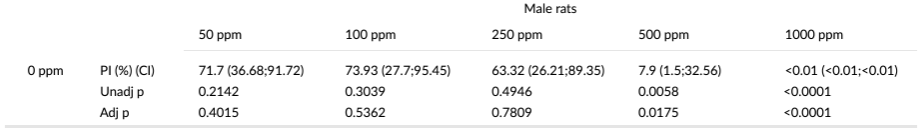 Male rats
50 ppm 100 ppm 250 ppm 500 ppm 1000 ppm
0 ppm PI (%) (CI) 71.7 (36.68;91.72) 73.93 (27.7;95.45) 63.32 (26.21;89.35) 7.9 (1.5;32.56) <0.01 (<0.01;<0.01)
Unadj p 0.2142 0.3039 0.4946 0.0058 <0.0001
Adj p 0.4015 0.5362 0.7809 0.0175 <0.0001